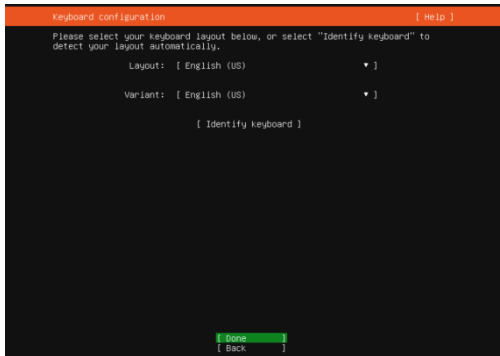 Keyboard configuration [ Help ]
Please select your keyboard layout below, or select "Identify keyboard" to
detect your layout automatically.
Layout: [ English (US) ▾ ]
Variant: [ English (US) ▾ ]
[ Identify keyboard ]
[ Done ]
[ Back ]